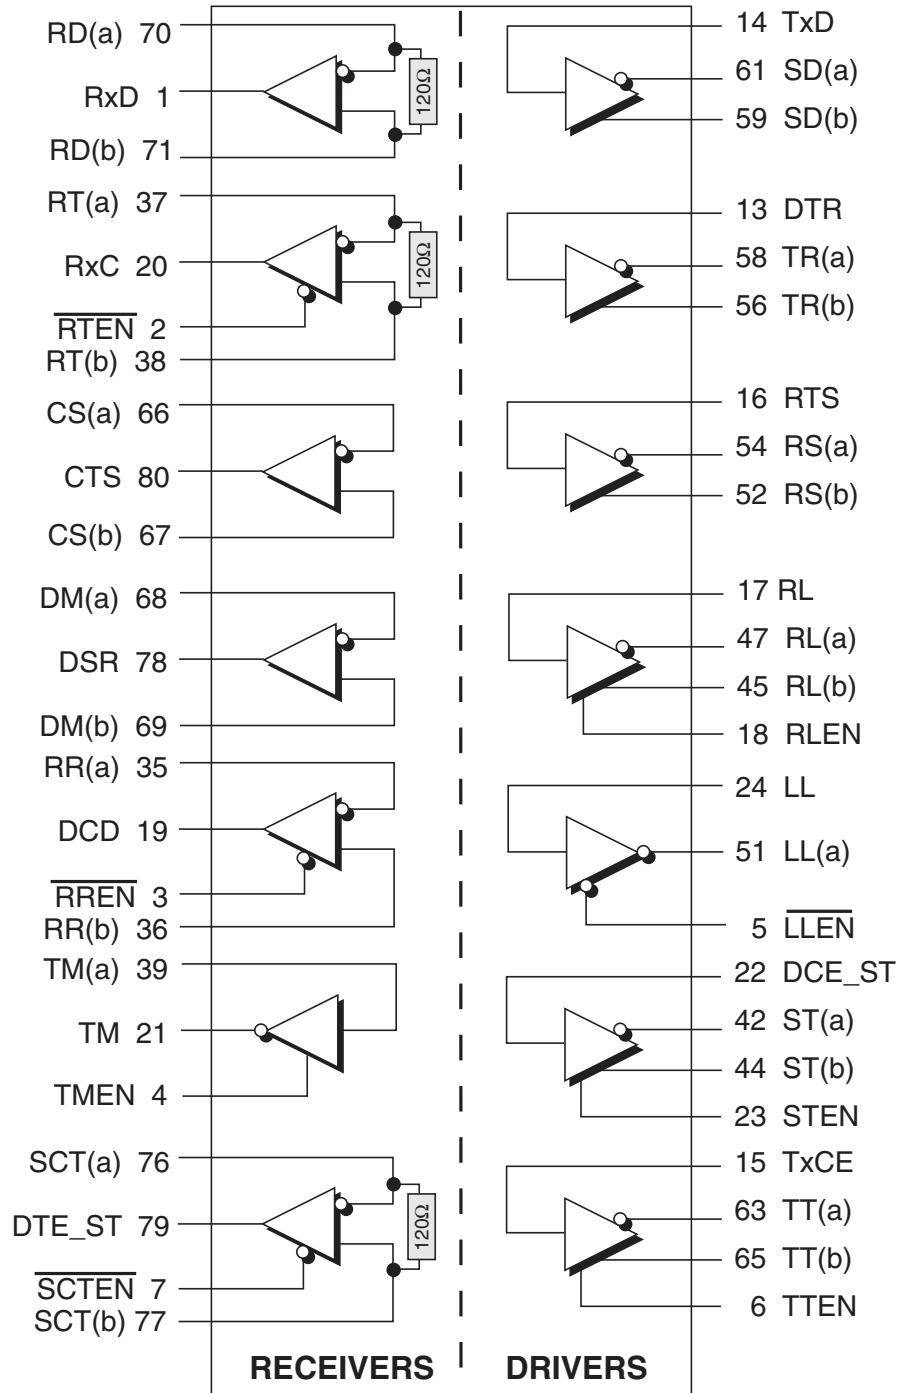 RD(a) 70
RxD 1
RD(b) 71
120Ω
RT(a) 37
RxC 20
RTEN 2
RT(b) 38
120Ω
CS(a) 66
CTS 80
CS(b) 67
DM(a) 68
DSR 78
DM(b) 69
RR(a) 35
DCD 19
RREN 3
RR(b) 36
TM(a) 39
TM 21
TMEN 4
SCT(a) 76
DTE_ST 79
SCTEN 7
SCT(b) 77
120Ω
RECEIVERS
14 TxD
61 SD(a)
59 SD(b)
13 DTR
58 TR(a)
56 TR(b)
16 RTS
54 RS(a)
52 RS(b)
17 RL
47 RL(a)
45 RL(b)
18 RLEN
24 LL
51 LL(a)
5 LLEN
22 DCE_ST
42 ST(a)
44 ST(b)
23 STEN
15 TxCE
63 TT(a)
65 TT(b)
6 TTEN
DRIVERS